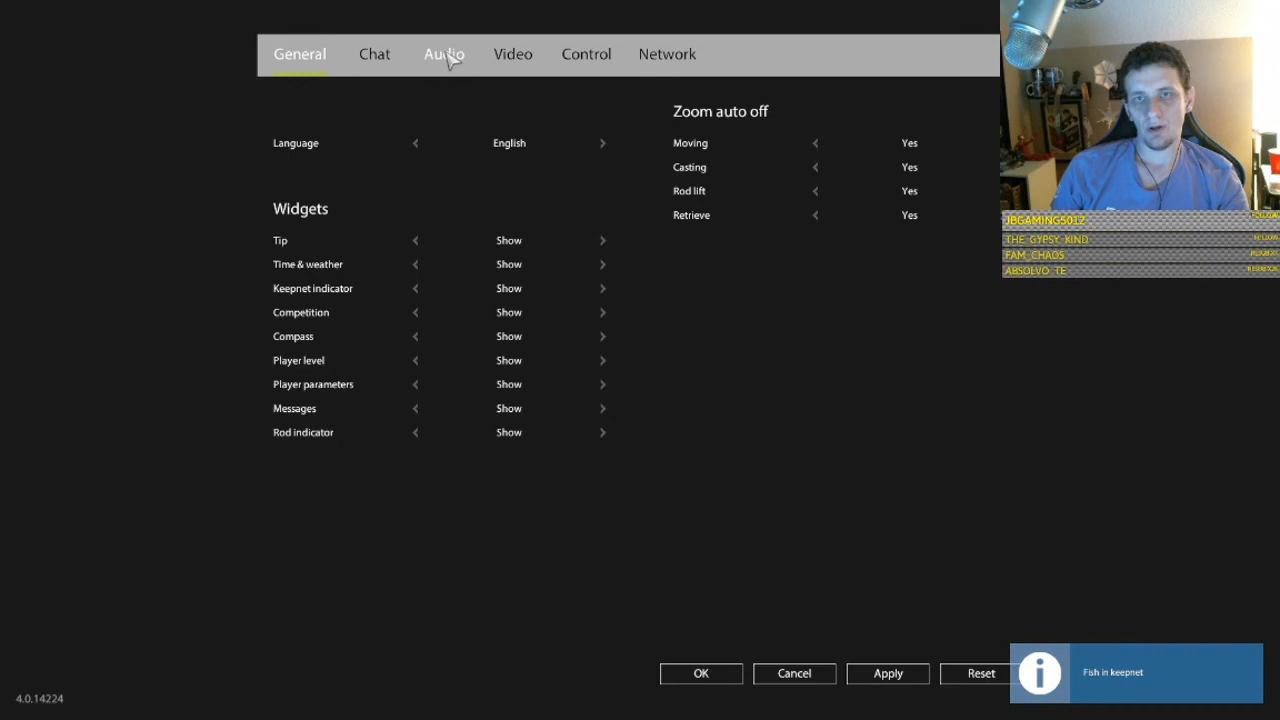 General Chat Audio Video Control Network
Language English
Widgets
Tip Show
Time & weather Show
Keepnet indicator Show
Competition Show
Compass Show
Player level Show
Player parameters Show
Messages Show
Rod indicator Show
Zoom auto off
Moving Yes
Casting Yes
Rod lift Yes
Retrieve Yes
JBGAMING5012
THE_GYPSY_KIND
FAM_CHAOS
ABSOLVO_TE
OK Cancel Apply Reset
Fish in keepnet
4.0.14224